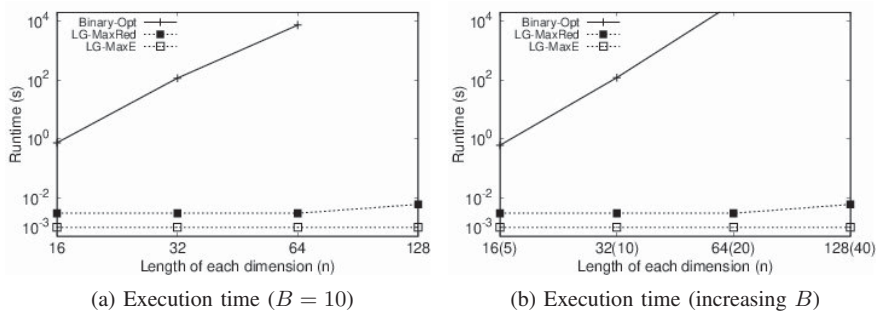 Binary-Opt
LG-MaxRed
LG-MaxE
10^4
10^2
10^0
10^-2
10^-3
Runtime (s)
16 32 64 128
Length of each dimension (n)
(a) Execution time (B = 10)
Binary-Opt
LG-MaxRed
LG-MaxE
10^4
10^2
10^0
10^-2
10^-3
Runtime (s)
16(5) 32(10) 64(20) 128(40)
Length of each dimension (n)
(b) Execution time (increasing B)